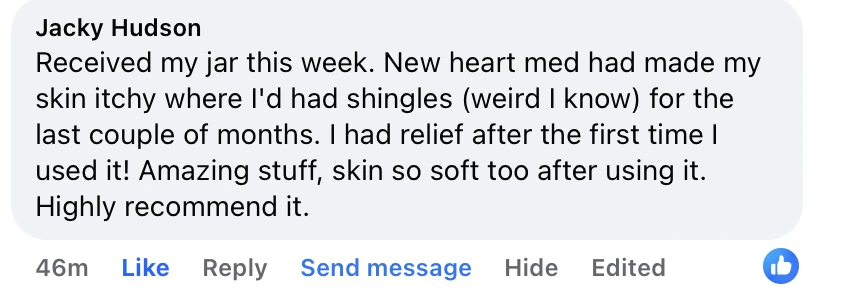 Jacky Hudson
Received my jar this week. New heart med had made my
skin itchy where I'd had shingles (weird I know) for the
last couple of months. I had relief after the first time I
used it! Amazing stuff, skin so soft too after using it.
Highly recommend it.
46m Like Reply Send message Hide Edited